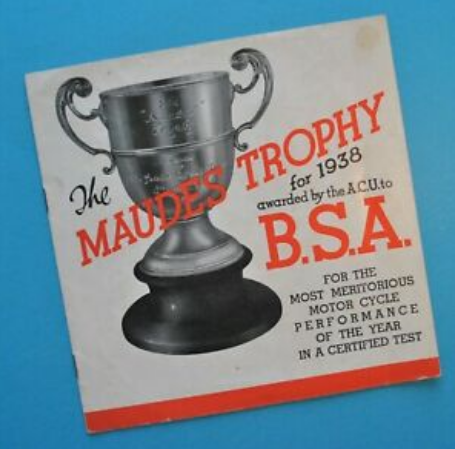 The
MAUDES TROPHY
for 1938
awarded by the A.C.U. to
B.S.A.
FOR THE
MOST MERITORIOUS
MOTOR CYCLE
PERFORMANCE
OF THE YEAR
IN A CERTIFIED TEST